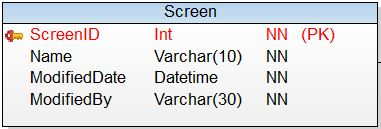 Screen
ScreenID Int NN (PK)
Name Varchar(10) NN
ModifiedDate Datetime NN
ModifiedBy Varchar(30) NN